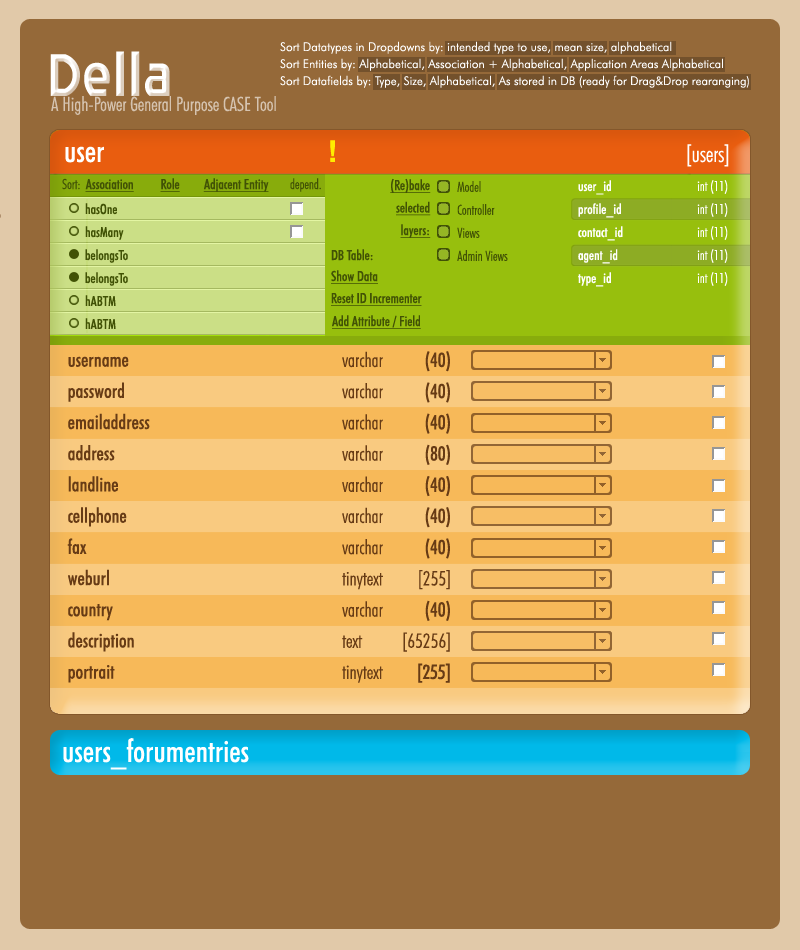 Della
A High-Power General Purpose CASE Tool
Sort Datatypes in Dropdowns by: intended type to use, mean size, alphabetical
Sort Entities by: Alphabetical, Association + Alphabetical, Application Areas Alphabetical
Sort Datafields by: Type, Size, Alphabetical, As stored in DB (ready for Drag&Drop rearanging)
user ! [users]
Sort: Association Role Adjacent Entity depend.
hasOne
hasMany
belongsTo
belongsTo
hABTM
hABTM
(Re)bake Model
selected Controller
layers: Views
DB Table: Admin Views
Show Data
Reset ID Incrementer
Add Attribute / Field
user_id int (11)
profile_id int (11)
contact_id int (11)
agent_id int (11)
type_id int (11)
username varchar (40)
password varchar (40)
emailaddress varchar (40)
address varchar (80)
landline varchar (40)
cellphone varchar (40)
fax varchar (40)
weburl tinytext [255]
country varchar (40)
description text [65256]
portrait tinytext [255]
users_forumentries